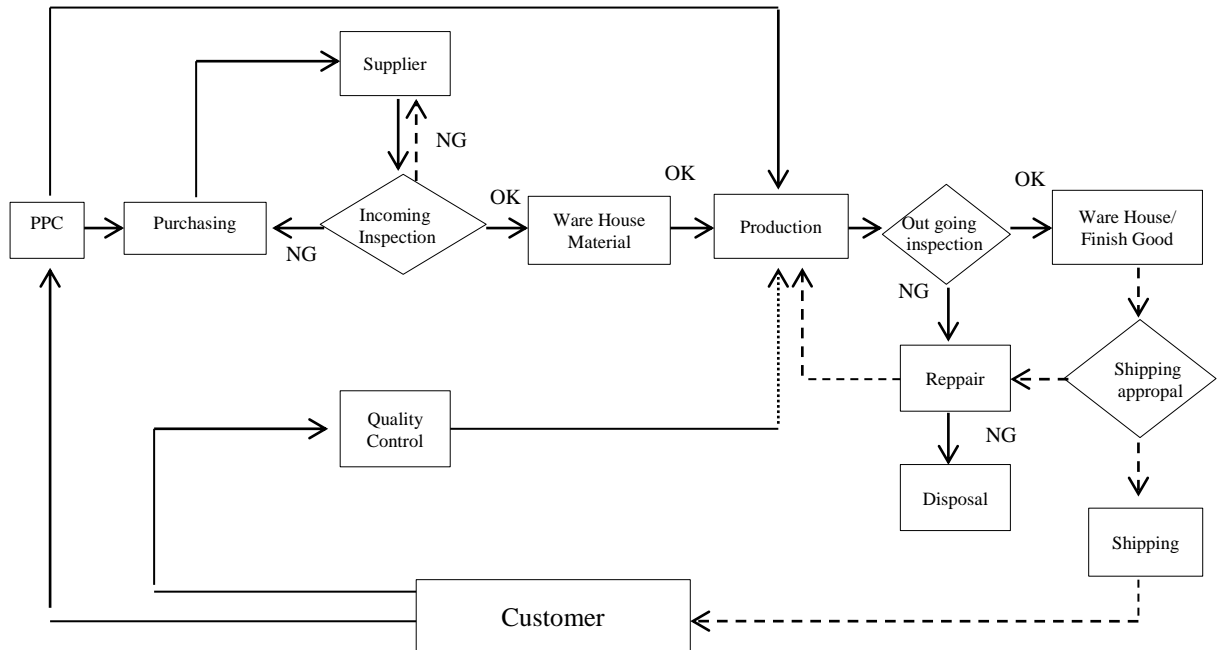 Supplier
NG
OK
OK
OK
PPC
Purchasing
Incoming
Inspection
NG
Ware House
Material
Production
Out going
inspection
Ware House/
Finish Good
NG
Reppair
Shipping
appropal
Quality
Control
NG
Disposal
Shipping
Customer